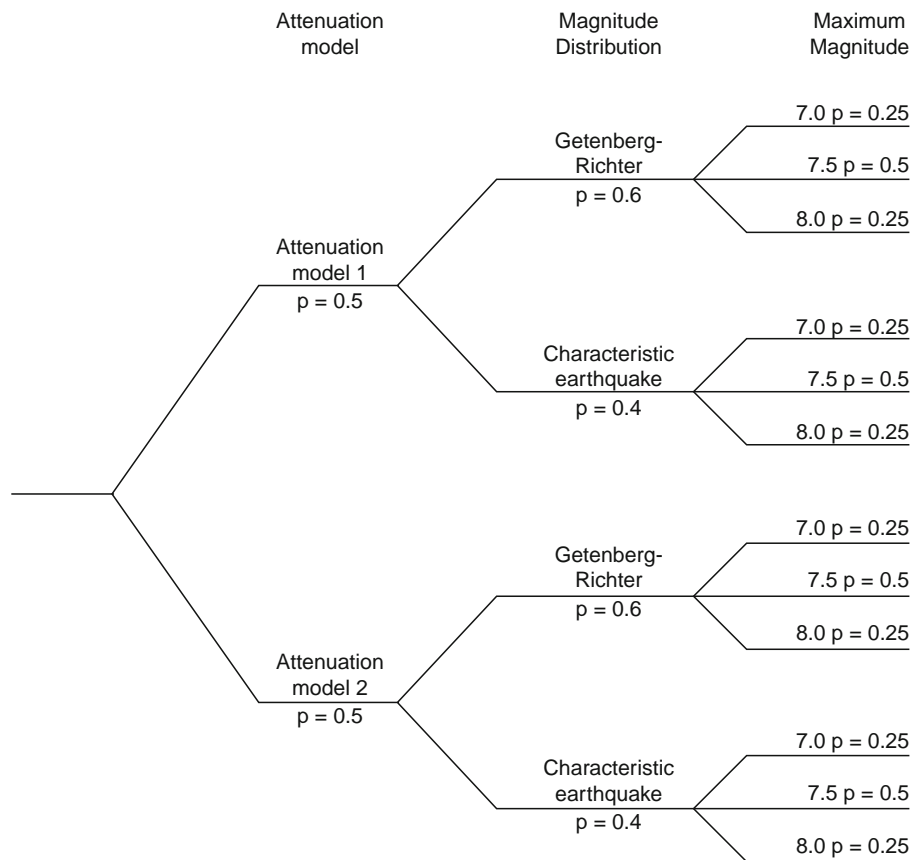 Attenuation
model
Magnitude
Distribution
Maximum
Magnitude
Attenuation
model 1
p = 0.5
Getenberg-
Richter
p = 0.6
7.0 p = 0.25
7.5 p = 0.5
8.0 p = 0.25
Characteristic
earthquake
p = 0.4
7.0 p = 0.25
7.5 p = 0.5
8.0 p = 0.25
Attenuation
model 2
p = 0.5
Getenberg-
Richter
p = 0.6
7.0 p = 0.25
7.5 p = 0.5
8.0 p = 0.25
Characteristic
earthquake
p = 0.4
7.0 p = 0.25
7.5 p = 0.5
8.0 p = 0.25